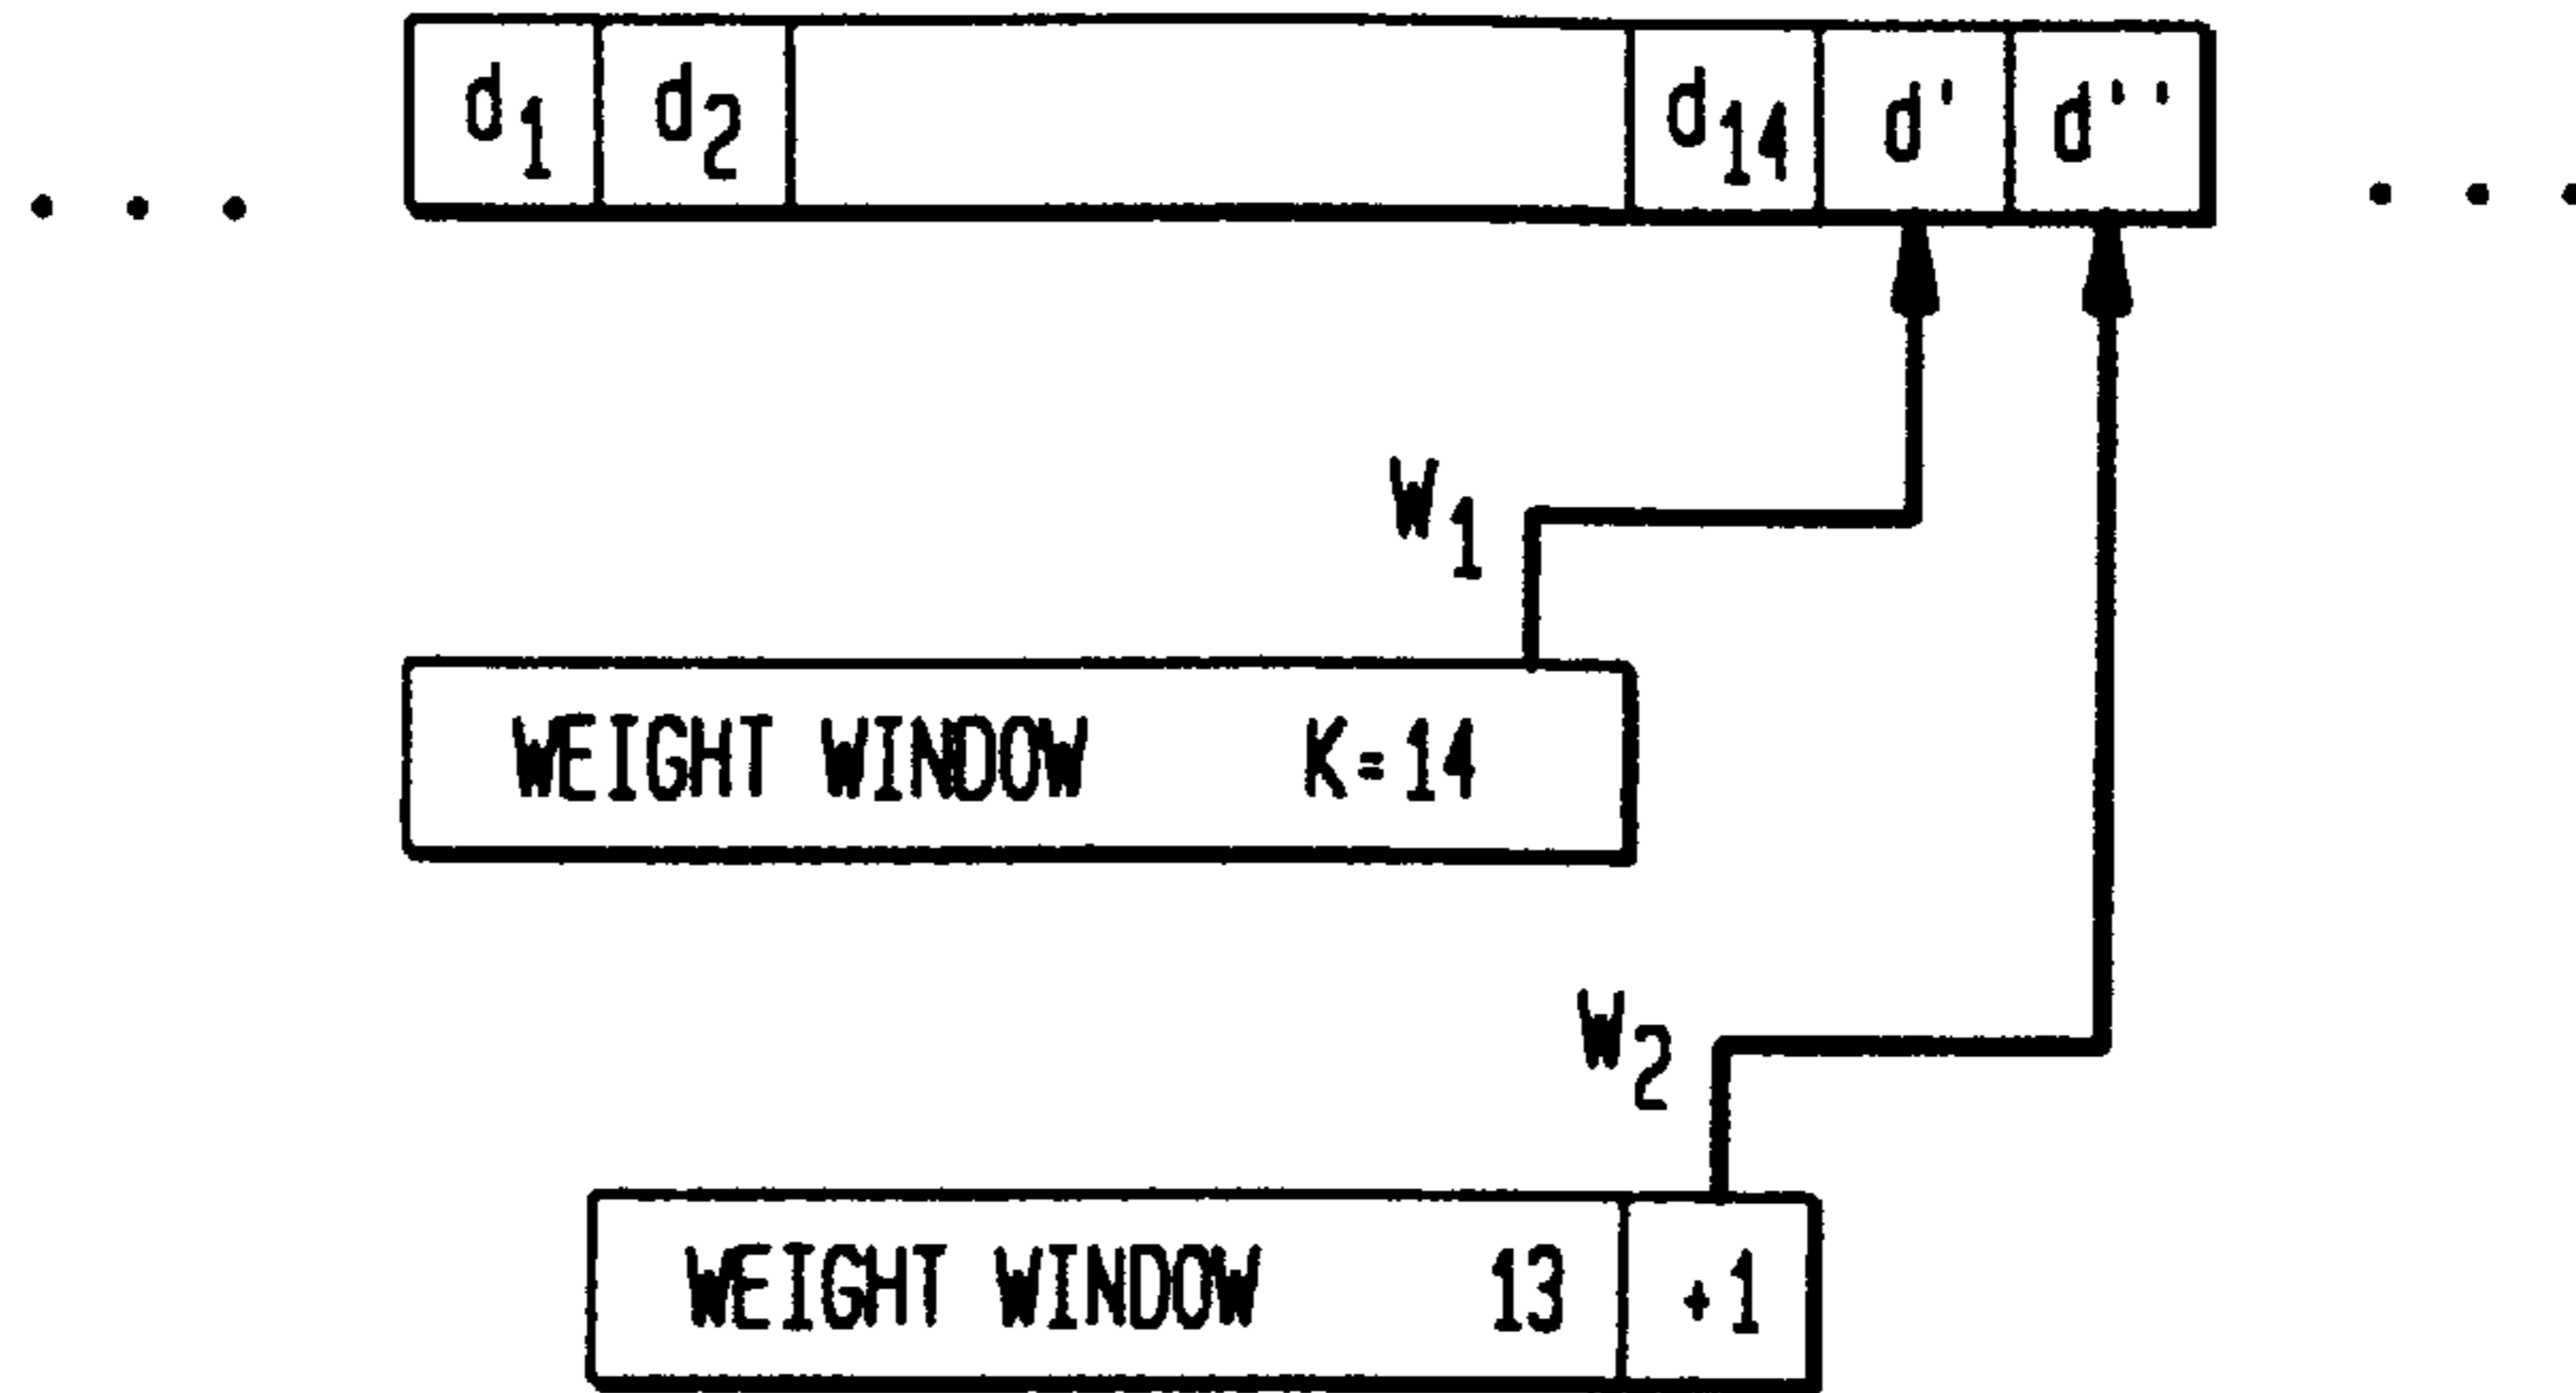 d1 d2 d14 d' d''
. . . . . .
W1
WEIGHT WINDOW K=14
W2
WEIGHT WINDOW 13 +1